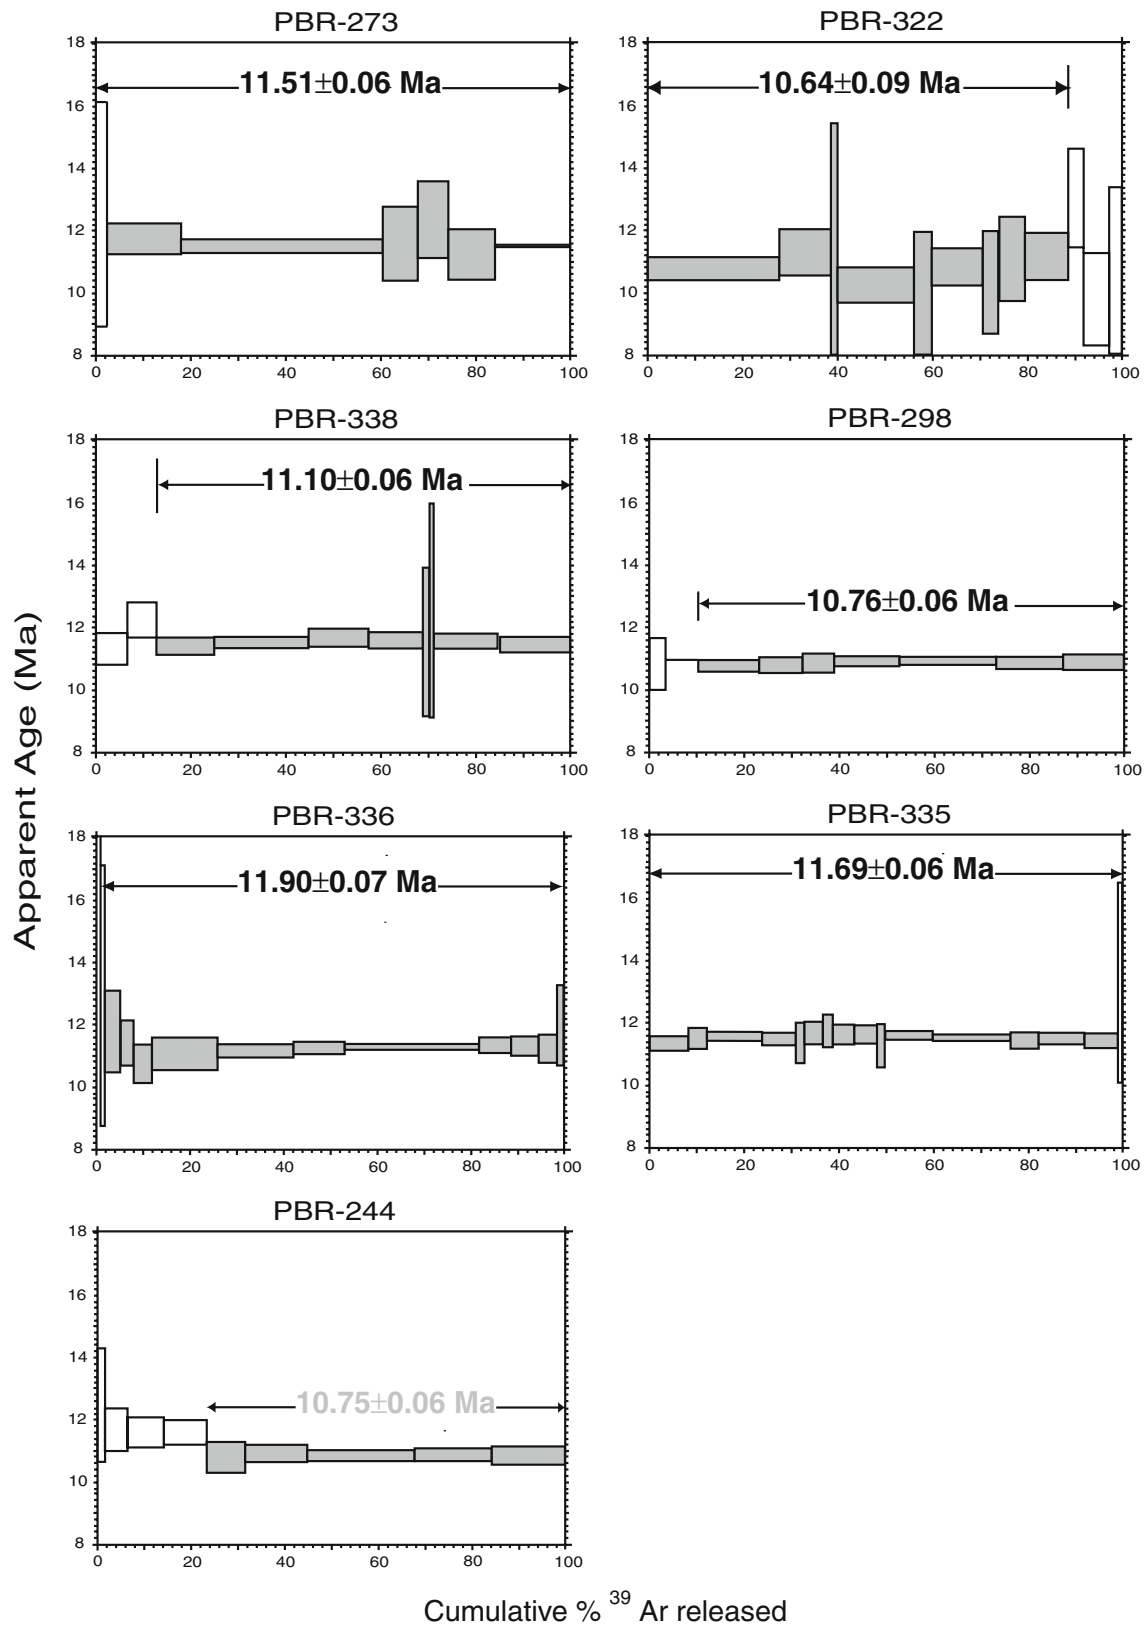 PBR-273
PBR-322
18
16
14
12
10
8
0 20 40 60 80 100
11.51±0.06 Ma
18
16
14
12
10
8
0 20 40 60 80 100
10.64±0.09 Ma
PBR-338
PBR-298
18
16
14
12
10
8
0 20 40 60 80 100
11.10±0.06 Ma
18
16
14
12
10
8
0 20 40 60 80 100
10.76±0.06 Ma
Apparent Age (Ma)
PBR-336
PBR-335
18
16
14
12
10
8
0 20 40 60 80 100
11.90±0.07 Ma
18
16
14
12
10
8
0 20 40 60 80 100
11.69±0.06 Ma
PBR-244
18
16
14
12
10
8
0 20 40 60 80 100
10.75±0.06 Ma
Cumulative % 39 Ar released